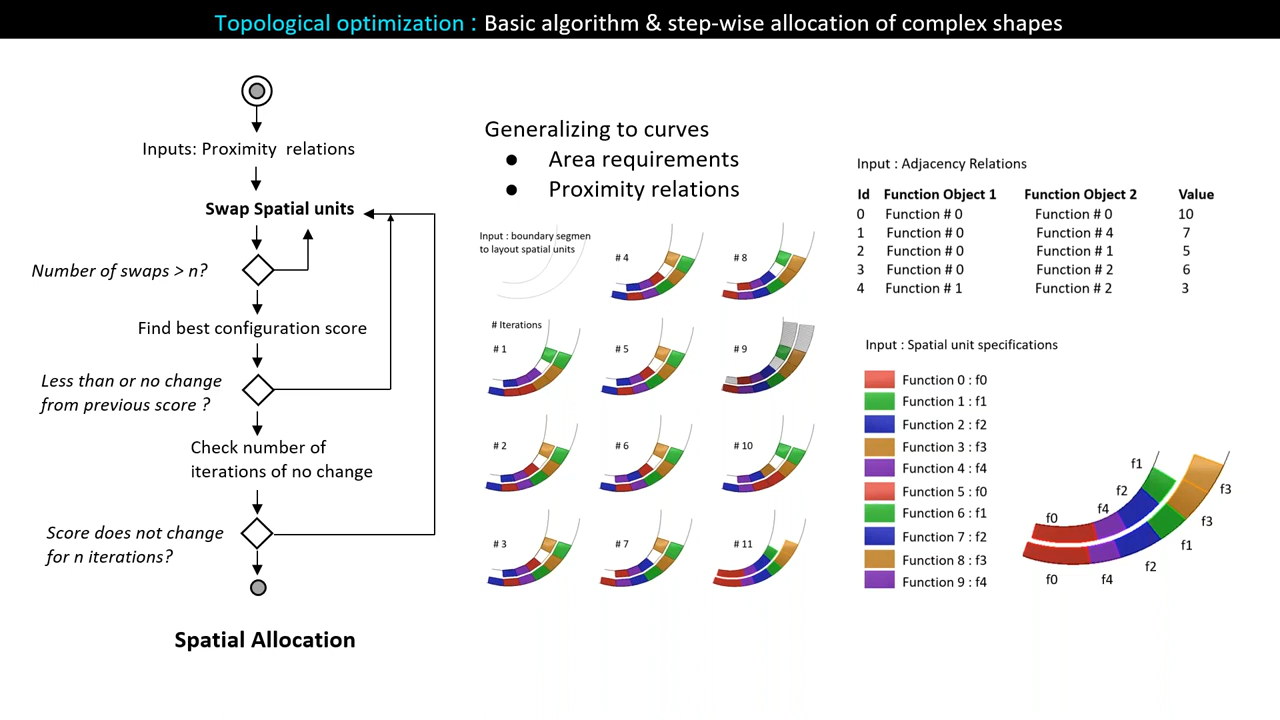 Topological optimization : Basic algorithm & step-wise allocation of complex shapes
Inputs: Proximity relations
Swap Spatial units
Number of swaps > n?
Find best configuration score
Less than or no change
from previous score ?
Check number of
iterations of no change
Score does not change
for n iterations?
Spatial Allocation
Generalizing to curves
● Area requirements
● Proximity relations
Input : boundary segmen
to layout spatial units
# Iterations
# 1
# 2
# 3
# 4
# 5
# 6
# 7
# 8
# 9
# 10
# 11
Input : Adjacency Relations
Id Function Object 1 Function Object 2 Value
0 Function # 0 Function # 0 10
1 Function # 0 Function # 4 7
2 Function # 0 Function # 1 5
3 Function # 0 Function # 2 6
4 Function # 1 Function # 2 3
Input : Spatial unit specifications
Function 0 : f0
Function 1 : f1
Function 2 : f2
Function 3 : f3
Function 4 : f4
Function 5 : f0
Function 6 : f1
Function 7 : f2
Function 8 : f3
Function 9 : f4
f0
f4
f2
f1
f3
f3
f1
f2
f4
f0